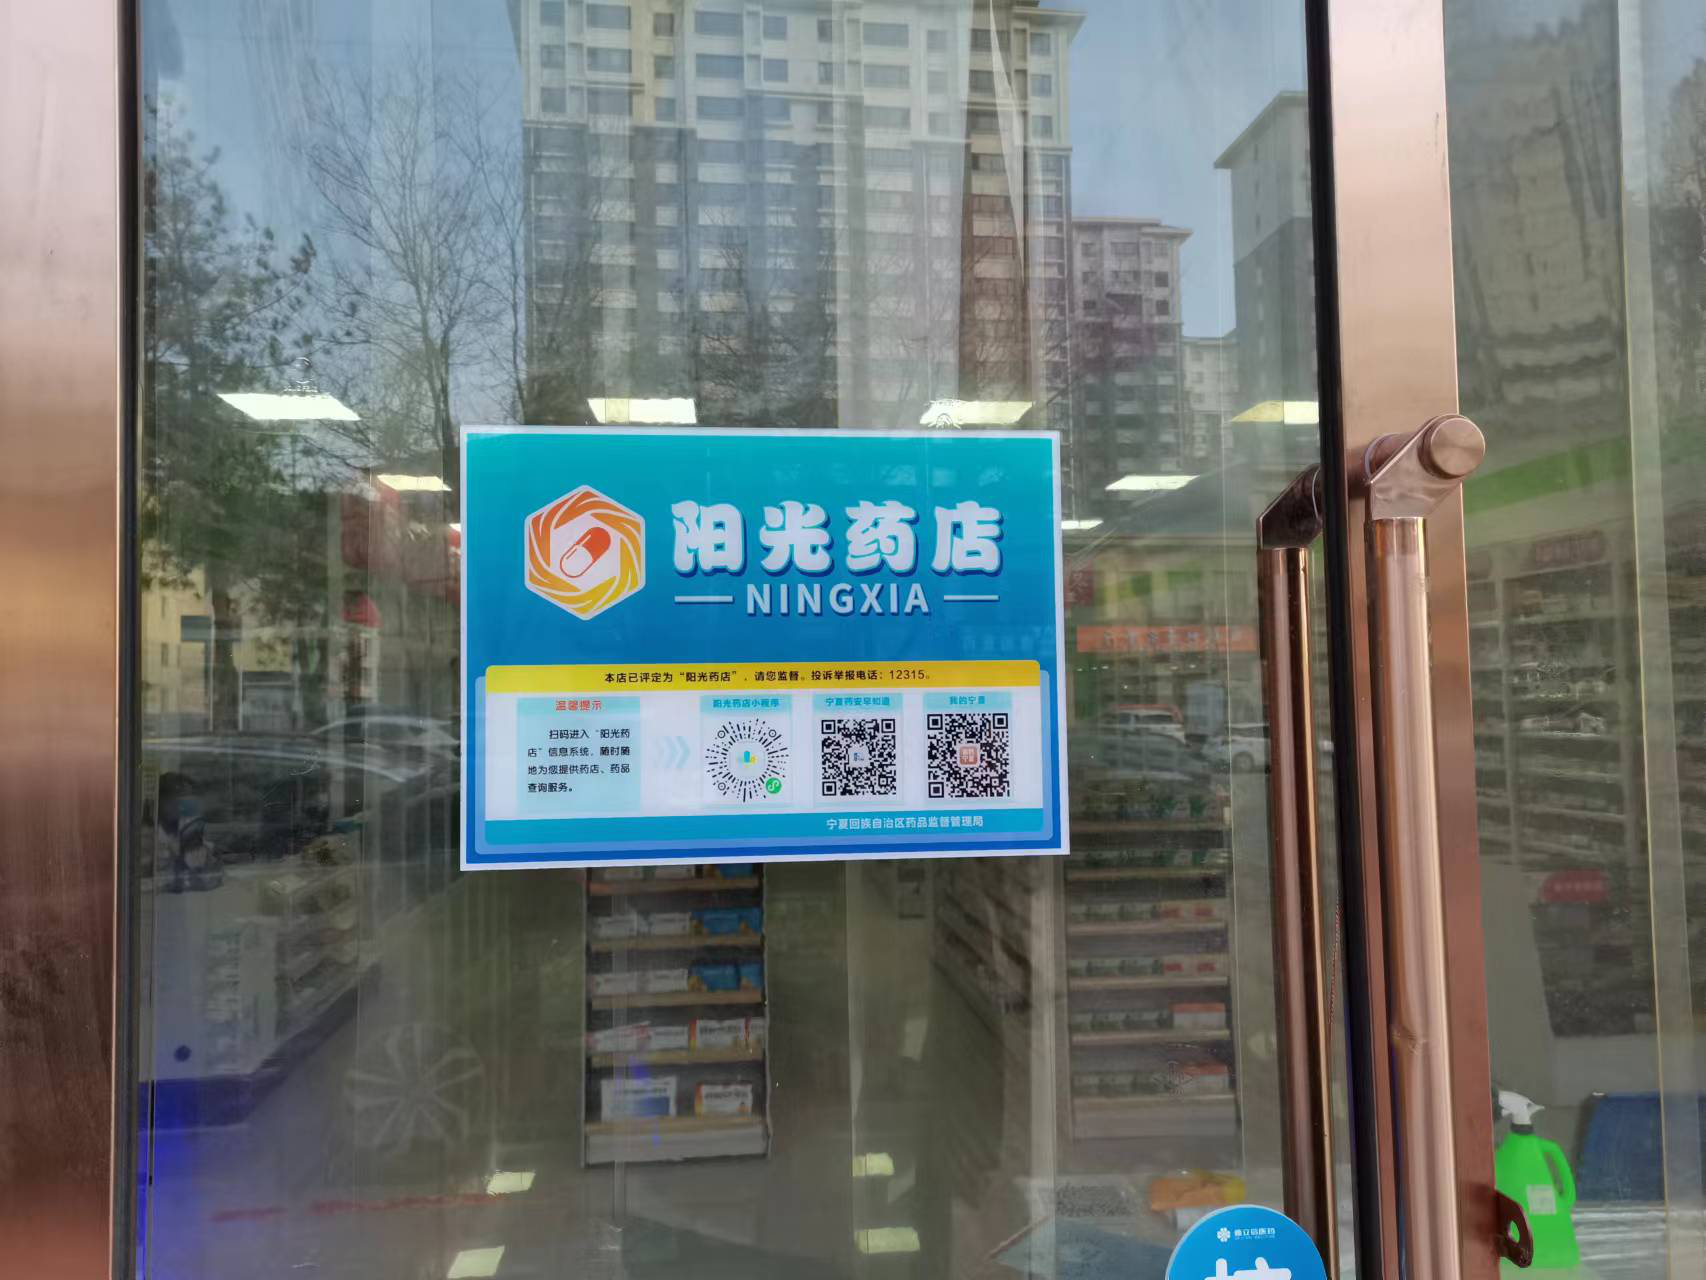 阳光药店
NINGXIA
本店已评定为“阳光药店”，请您监督。投诉举报电话：12315。
温馨提示
扫码进入“阳光药
店”信息系统，随时随
地为您提供药店、药品
查询服务。
阳光药店小程序
宁夏药安早知道
我的宁夏
宁夏回族自治区药品监督管理局